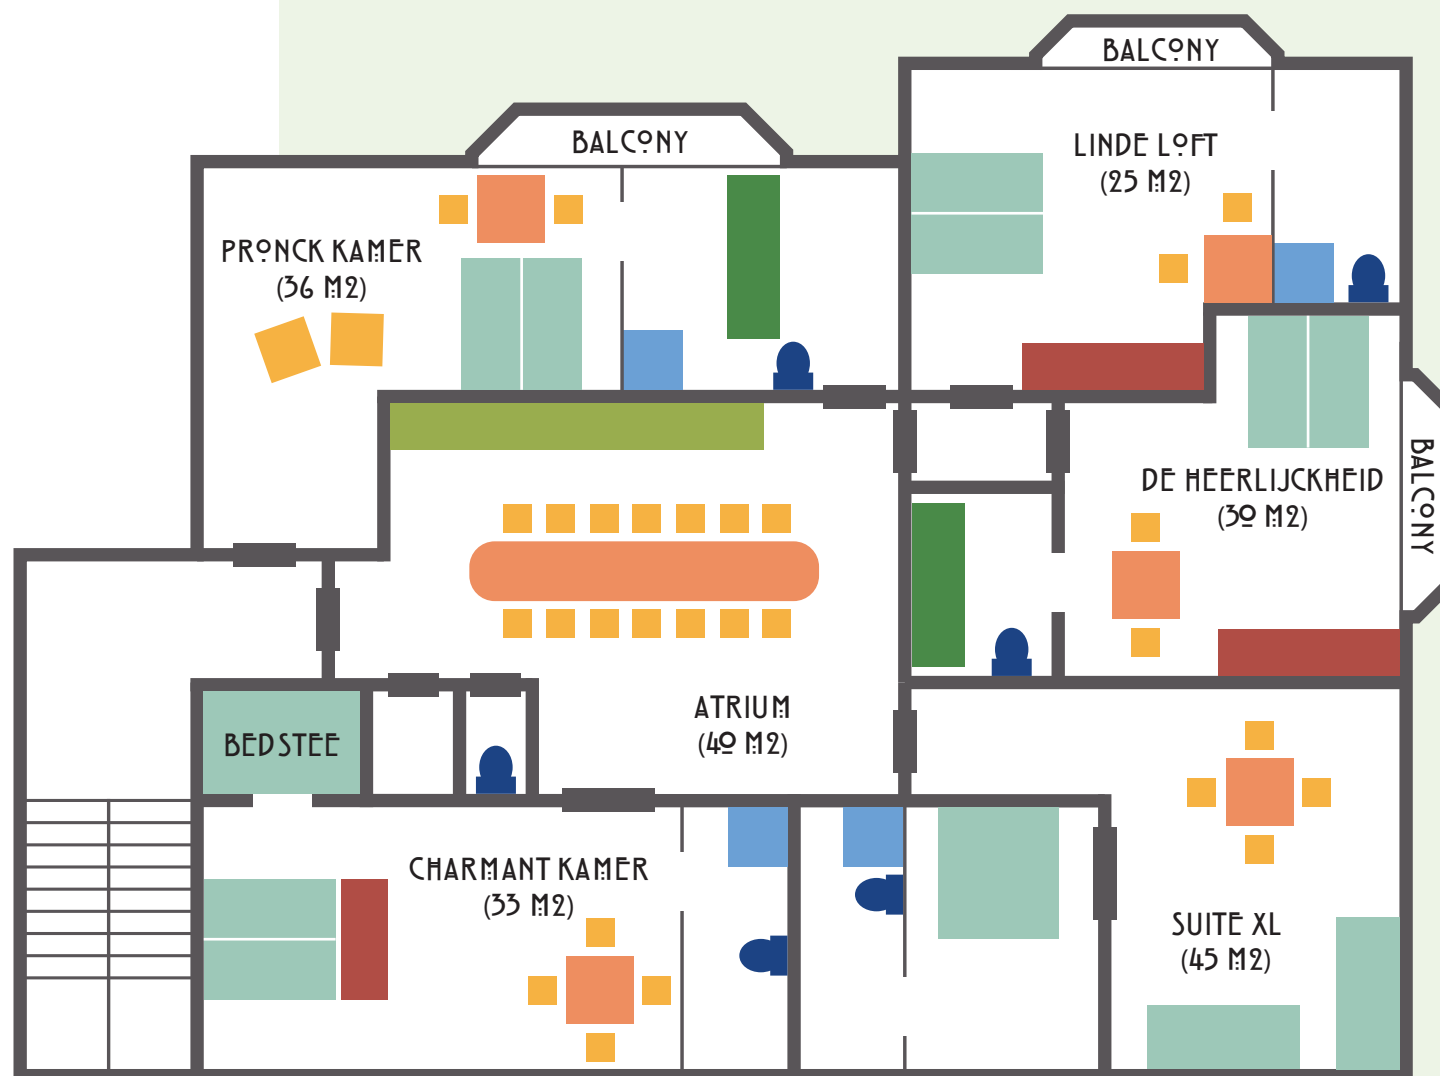 BALCONY
BALCONY
LINDE LOFT
(25 M2)
PRONCK KAMER
(36 M2)
DE HEERLIJCKHEID
(30 M2)
BALCONY
ATRIUM
(40 M2)
BEDSTEE
CHARMANT KAMER
(33 M2)
SUITE XL
(45 M2)